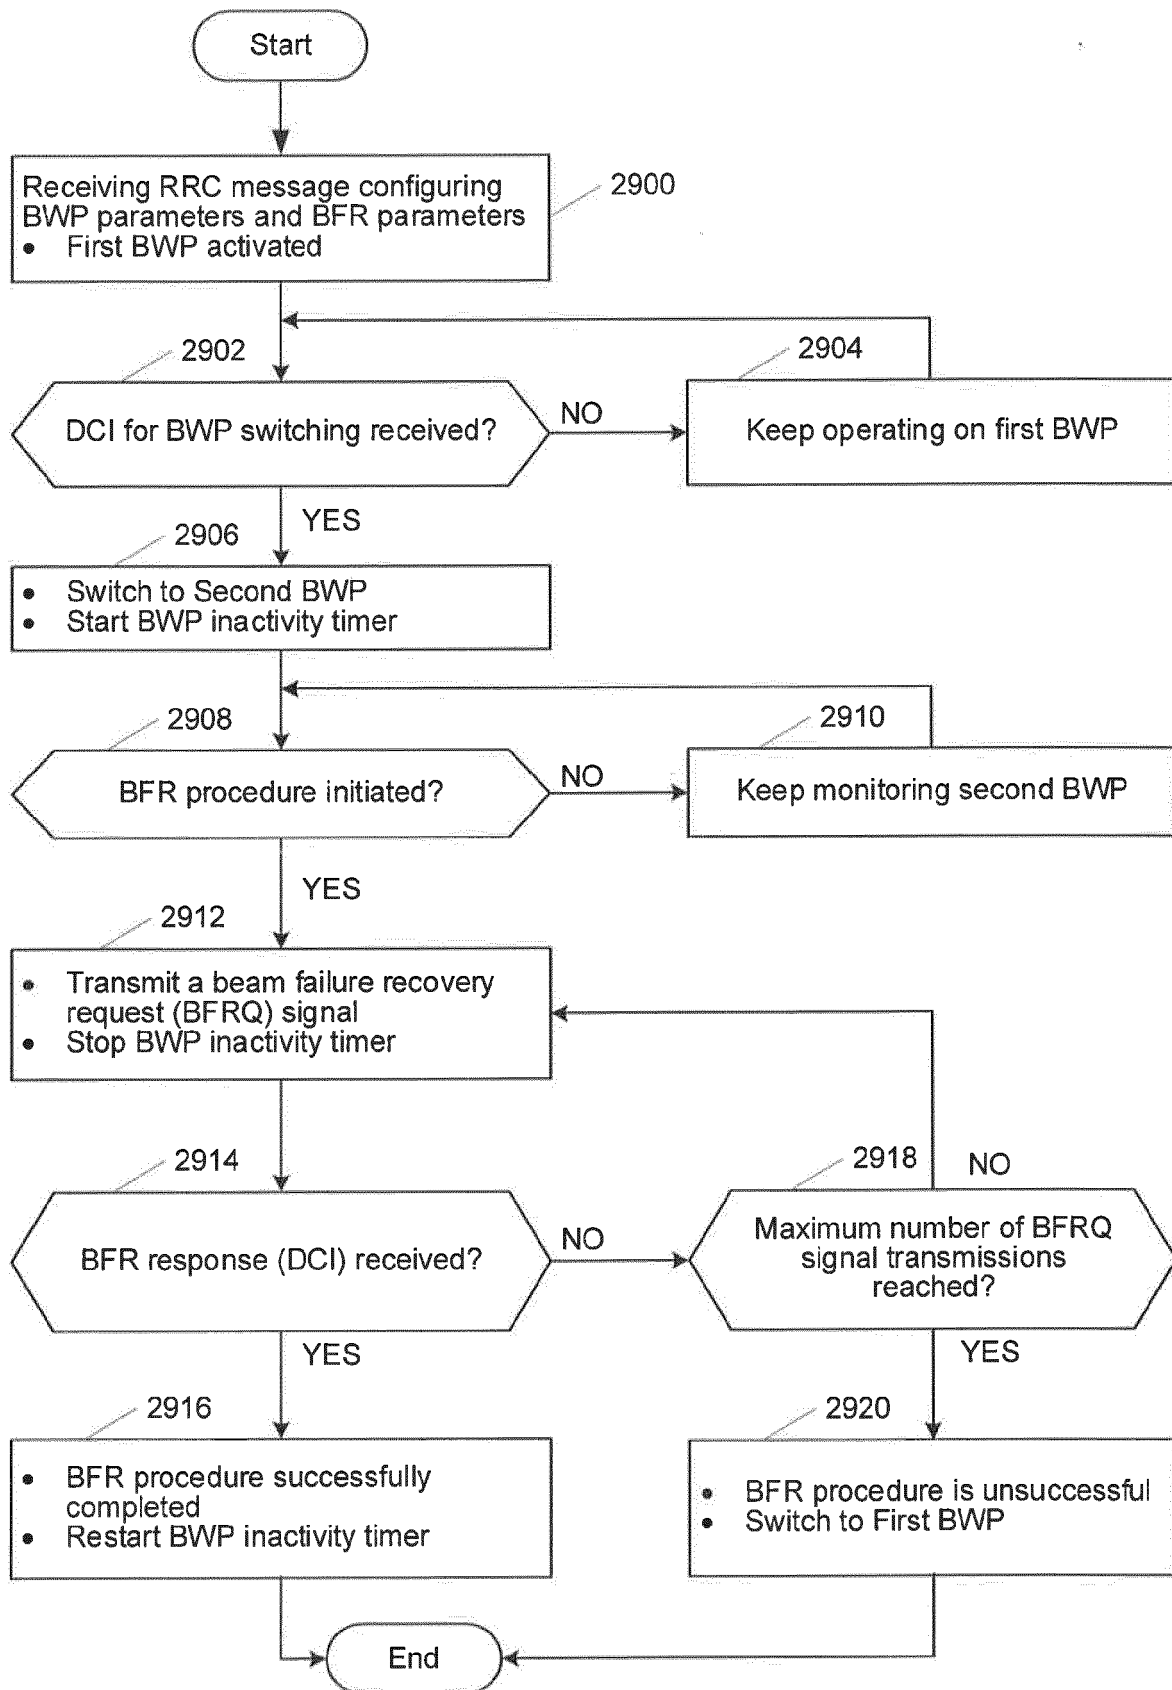 Start
Receiving RRC message configuring
BWP parameters and BFR parameters
• First BWP activated
2900
2902
DCI for BWP switching received?
NO
2904
Keep operating on first BWP
YES
2906
• Switch to Second BWP
• Start BWP inactivity timer
2908
BFR procedure initiated?
NO
2910
Keep monitoring second BWP
YES
2912
• Transmit a beam failure recovery
request (BFRQ) signal
• Stop BWP inactivity timer
2914
BFR response (DCI) received?
NO
2918
NO
Maximum number of BFRQ
signal transmissions
reached?
YES
YES
2916
• BFR procedure successfully
completed
• Restart BWP inactivity timer
2920
• BFR procedure is unsuccessful
• Switch to First BWP
End